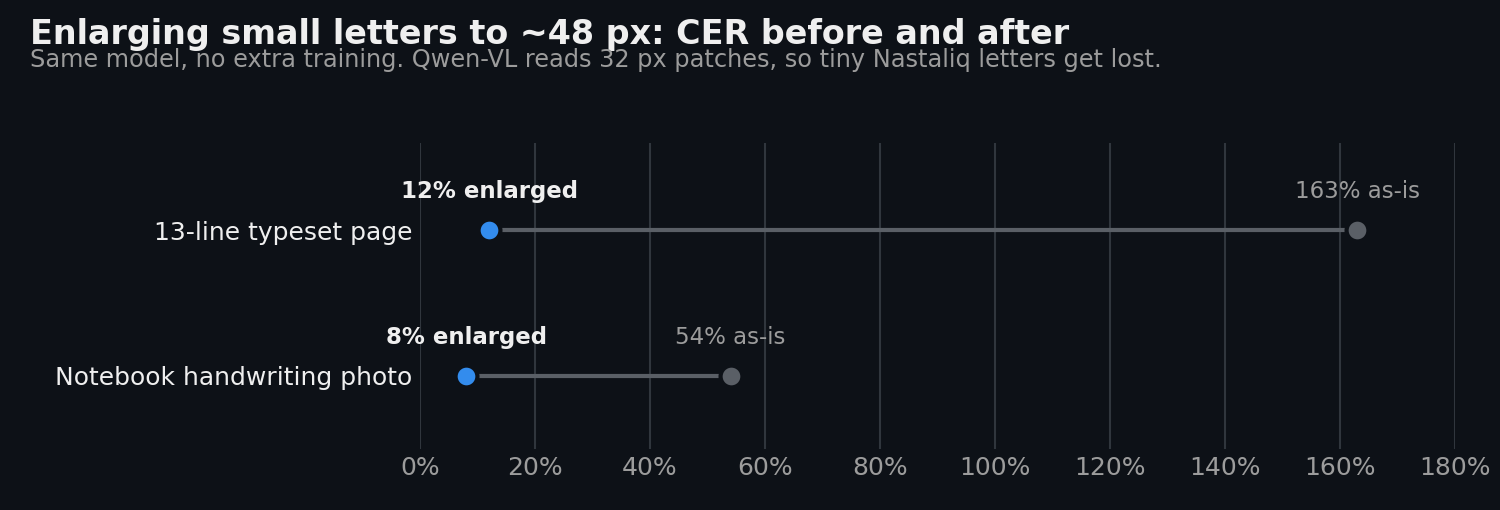 Enlarging small letters to ~48 px: CER before and after
Same model, no extra training. Qwen-VL reads 32 px patches, so tiny Nastaliq letters get lost.
12% enlarged 163% as-is
13-line typeset page
8% enlarged 54% as-is
Notebook handwriting photo
0% 20% 40% 60% 80% 100% 120% 140% 160% 180%